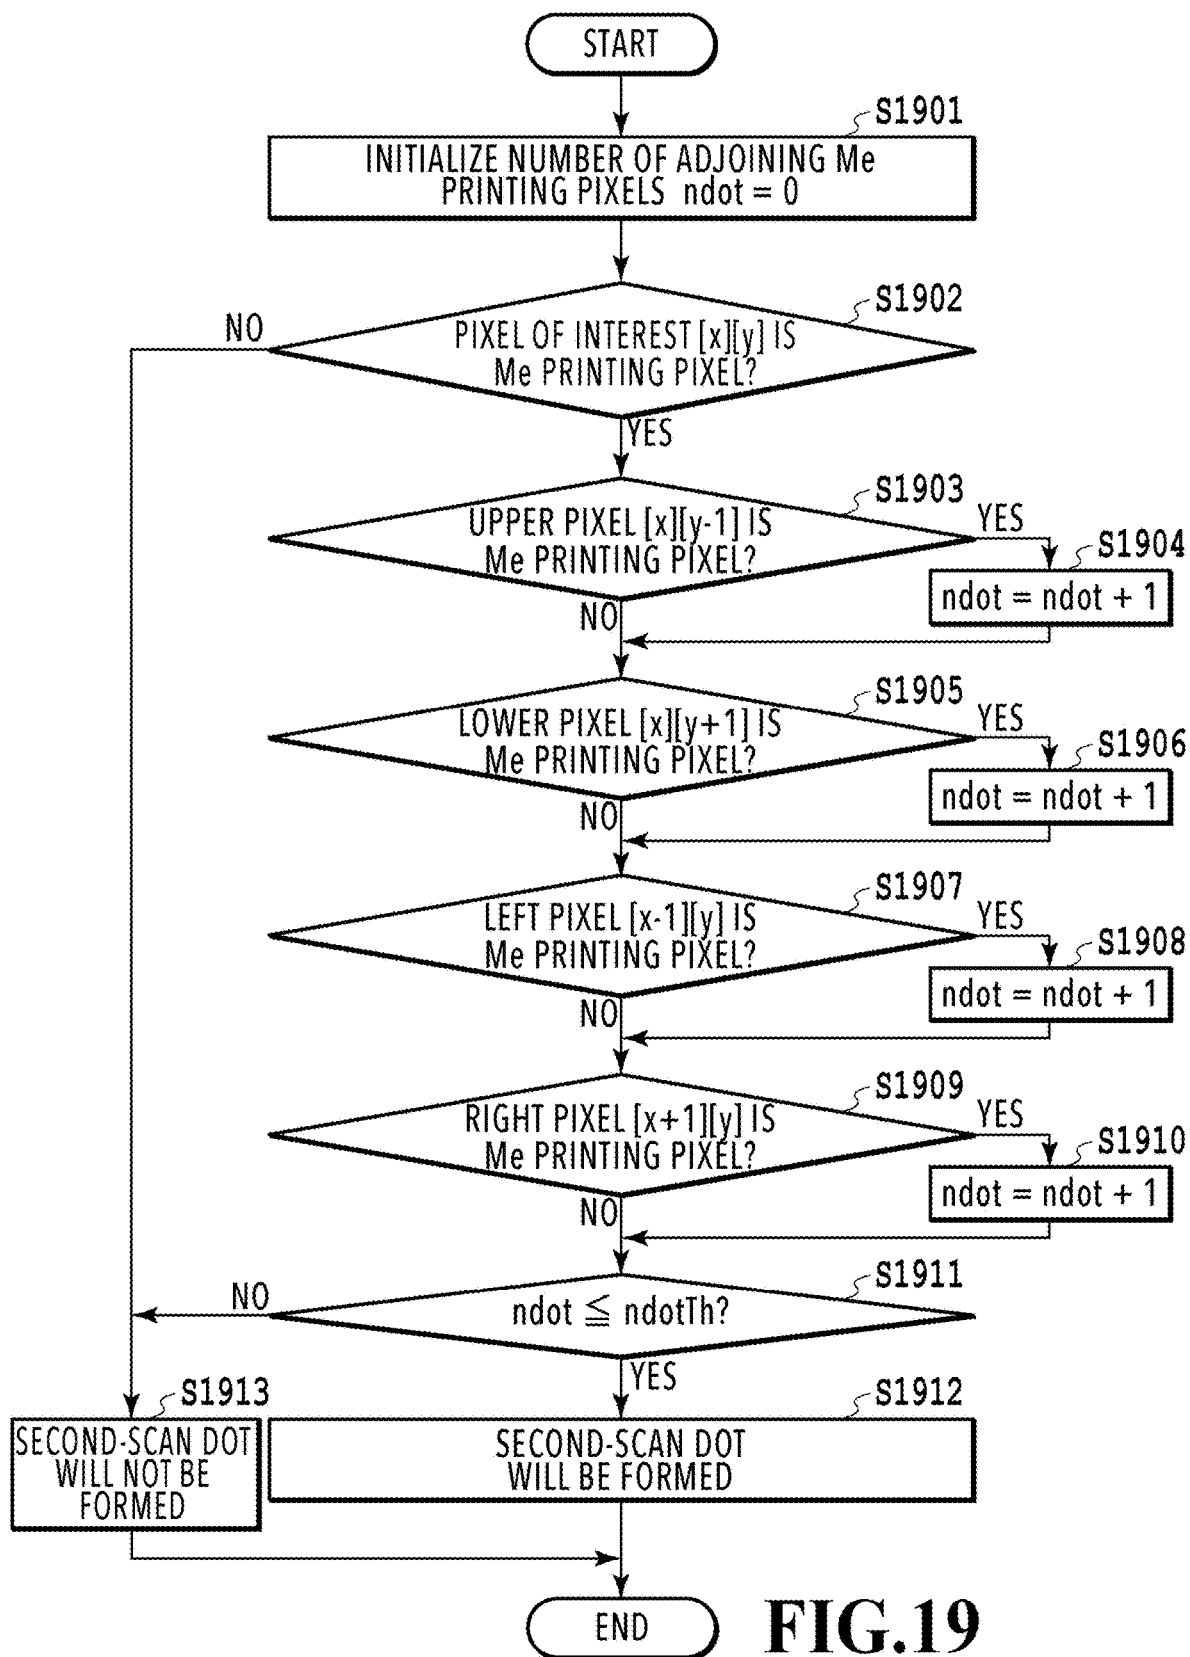 START
S1901
INITIALIZE NUMBER OF ADJOINING Me
PRINTING PIXELS ndot = 0
S1902
NO
PIXEL OF INTEREST [x][y] IS
Me PRINTING PIXEL?
YES
S1903
UPPER PIXEL [x][y-1] IS
Me PRINTING PIXEL?
YES
S1904
ndot = ndot + 1
NO
S1905
LOWER PIXEL [x][y+1] IS
Me PRINTING PIXEL?
YES
S1906
ndot = ndot + 1
NO
S1907
LEFT PIXEL [x-1][y] IS
Me PRINTING PIXEL?
YES
S1908
ndot = ndot + 1
NO
S1909
RIGHT PIXEL [x+1][y] IS
Me PRINTING PIXEL?
YES
S1910
ndot = ndot + 1
NO
S1911
NO
ndot ≦ ndotTh?
YES
S1913
SECOND-SCAN DOT
WILL NOT BE
FORMED
S1912
SECOND-SCAN DOT
WILL BE FORMED
END
FIG.19